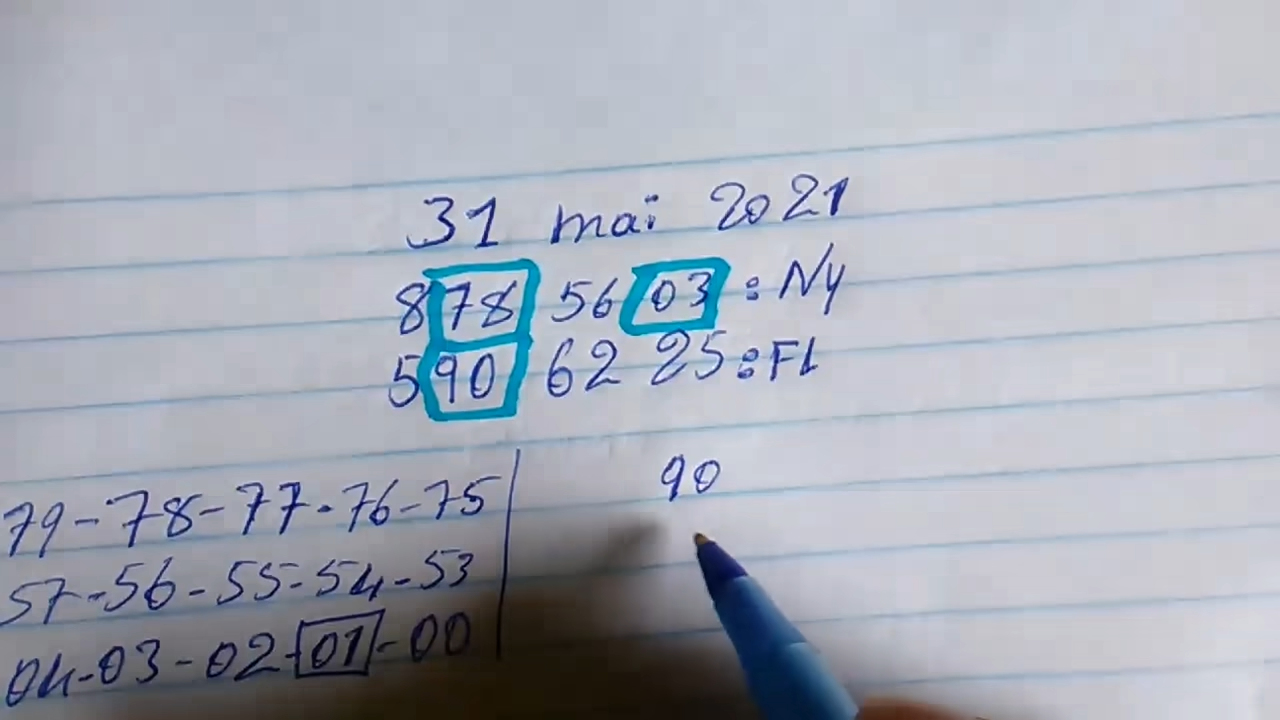 31 mai 2021
878 56 03 : Ny
590 62 25 : FL
79-78-77-76-75
57-56-55-54-53
04-03-02-01-00
90